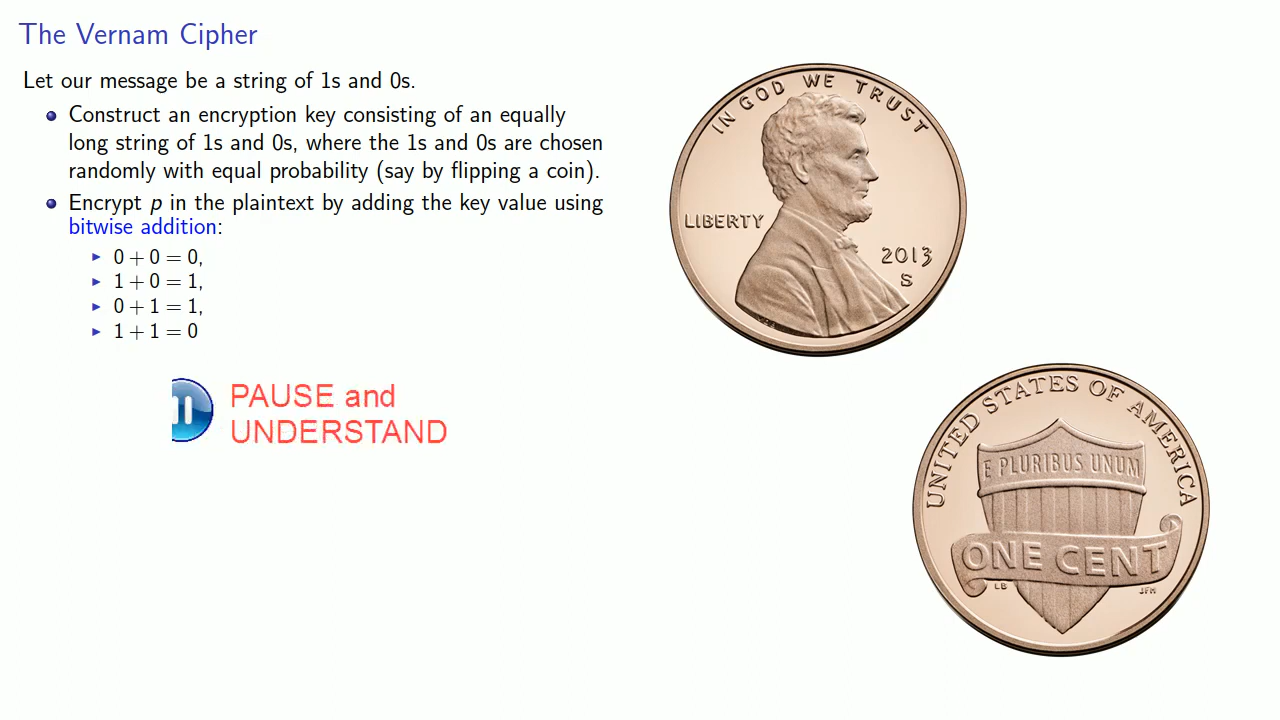 The Vernam Cipher
Let our message be a string of 1s and 0s.
Construct an encryption key consisting of an equally
long string of 1s and 0s, where the 1s and 0s are chosen
randomly with equal probability (say by flipping a coin).
Encrypt p in the plaintext by adding the key value using
bitwise addition:
0 + 0 = 0,
1 + 0 = 1,
0 + 1 = 1,
1 + 1 = 0
PAUSE and
UNDERSTAND
IN GOD WE TRUST
LIBERTY
2013
S
UNITED STATES OF AMERICA
E PLURIBUS UNUM
ONE CENT
LB
JFM